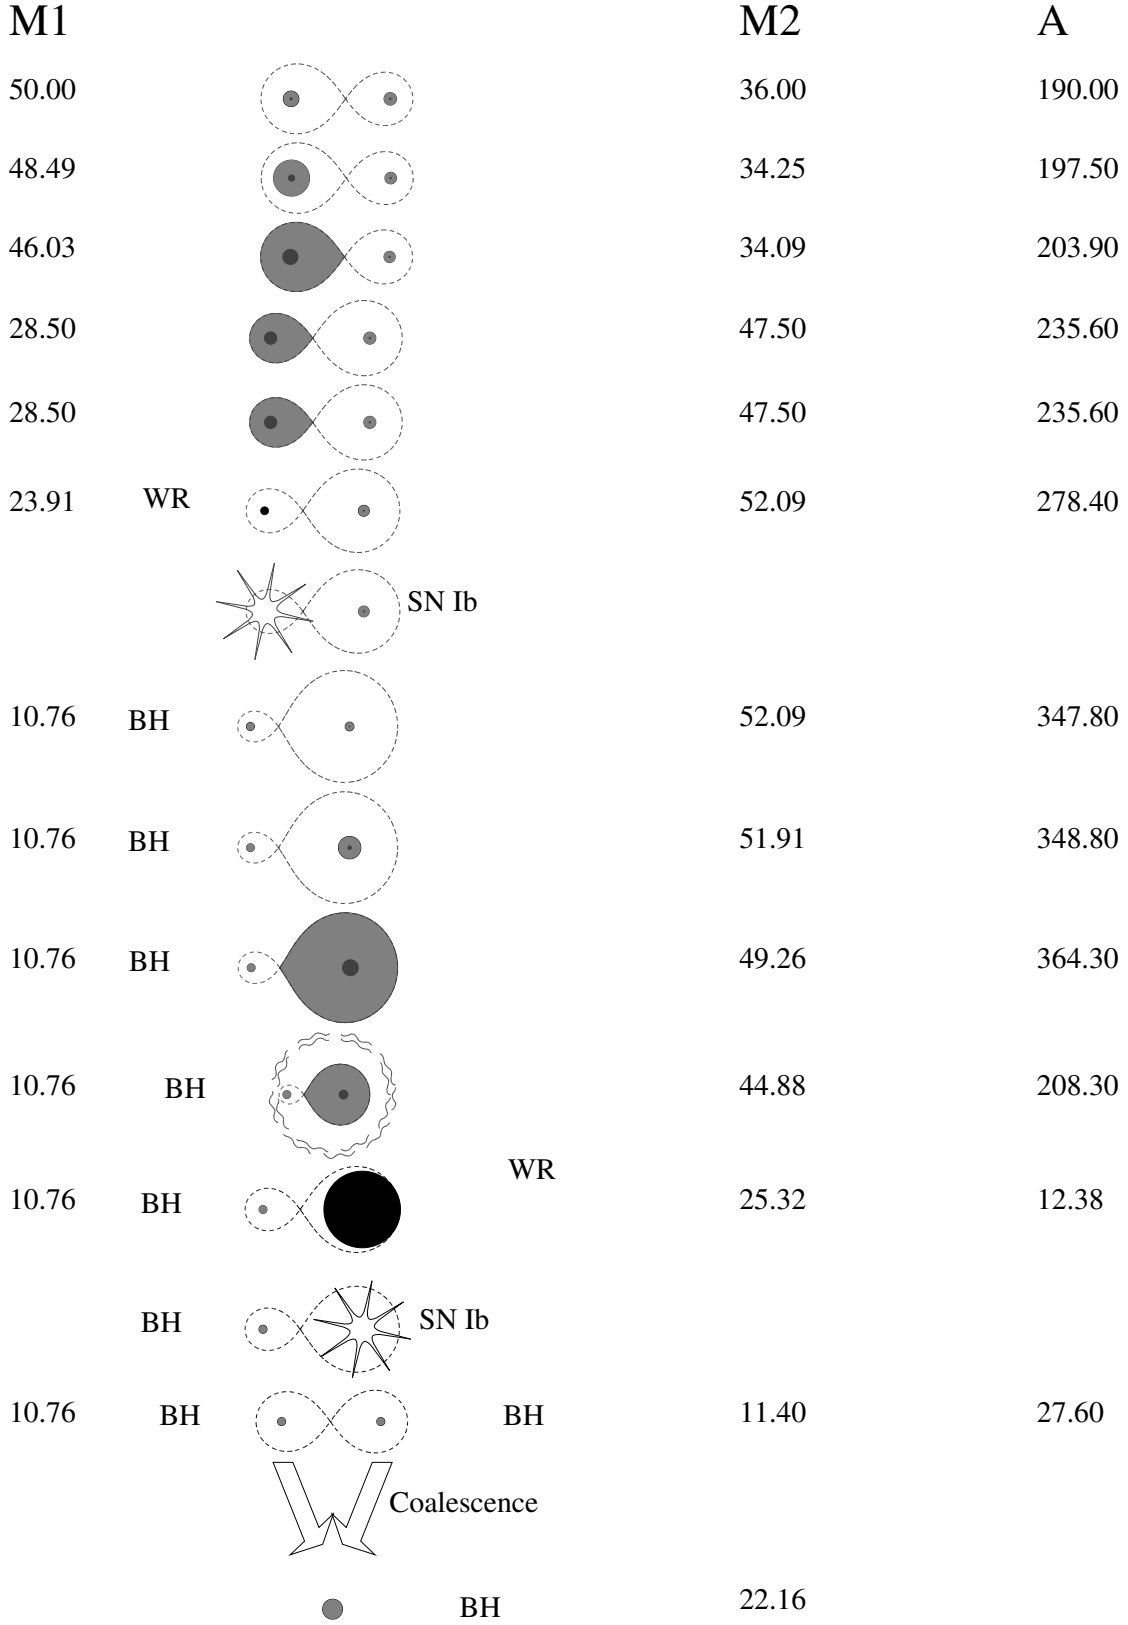 M1 M2 A
50.00 36.00 190.00
48.49 34.25 197.50
46.03 34.09 203.90
28.50 47.50 235.60
28.50 47.50 235.60
23.91 WR 52.09 278.40
SN Ib
10.76 BH 52.09 347.80
10.76 BH 51.91 348.80
10.76 BH 49.26 364.30
10.76 BH 44.88 208.30
WR
10.76 BH 25.32 12.38
BH SN Ib
10.76 BH BH 11.40 27.60
Coalescence
BH 22.16